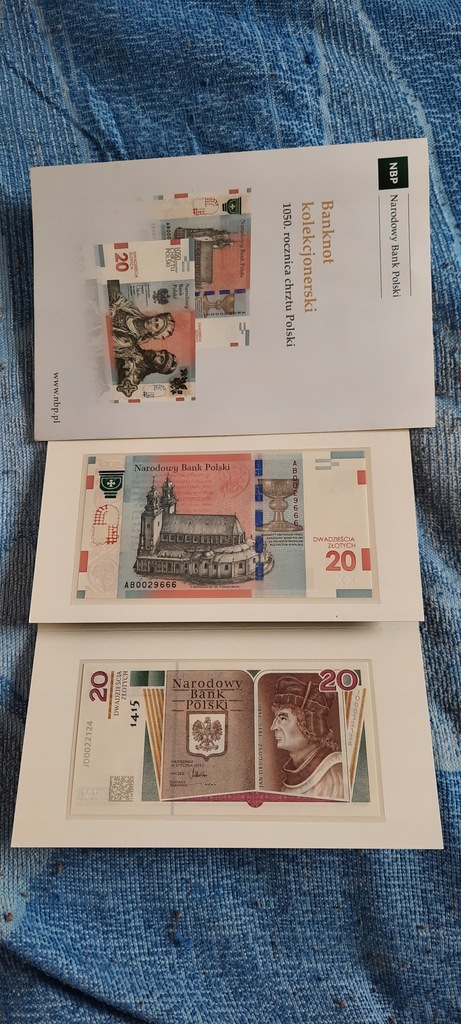 NBP
Narodowy Bank Polski
Banknot
kolekcjonerski
1050. rocznica chrztu Polski
20
www.nbp.pl
Narodowy Bank Polski
AB0029666
AB0029666
DWADZIEŚCIA
ZŁOTYCH
20
20
DWADZIEŚCIA
ZŁOTYCH
1415
JD0022124
Narodowy
Bank
Polski
20